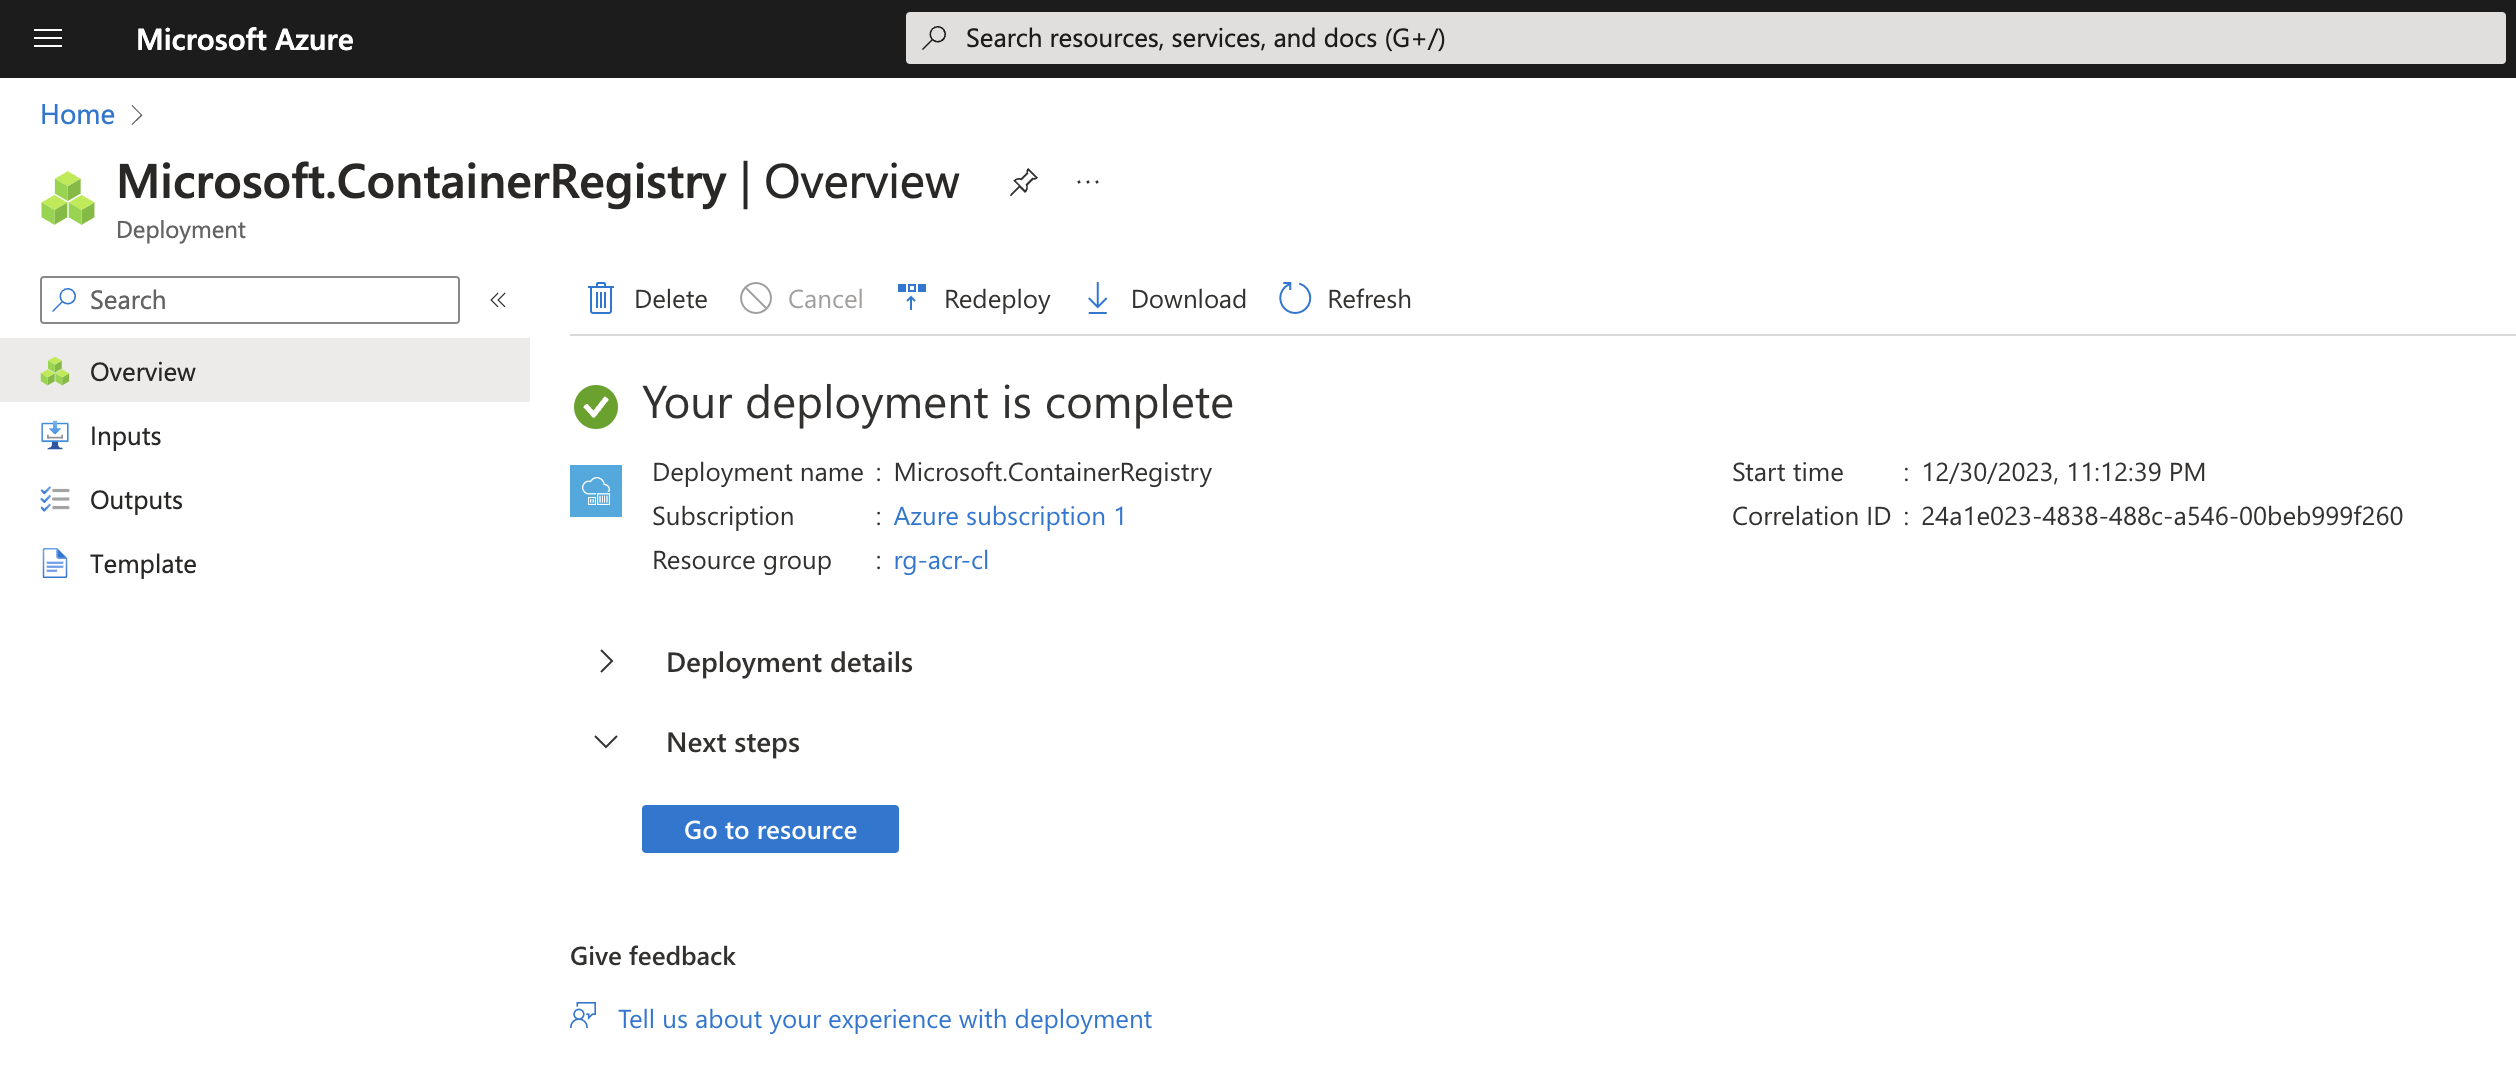 Microsoft Azure
Search resources, services, and docs (G+/)
Home
Microsoft.ContainerRegistry | Overview
Deployment
Search
Delete
Cancel
Redeploy
Download
Refresh
Overview
Inputs
Outputs
Template
Your deployment is complete
Deployment name : Microsoft.ContainerRegistry
Subscription : Azure subscription 1
Resource group : rg-acr-cl
Start time : 12/30/2023, 11:12:39 PM
Correlation ID : 24a1e023-4838-488c-a546-00beb999f260
Deployment details
Next steps
Go to resource
Give feedback
Tell us about your experience with deployment